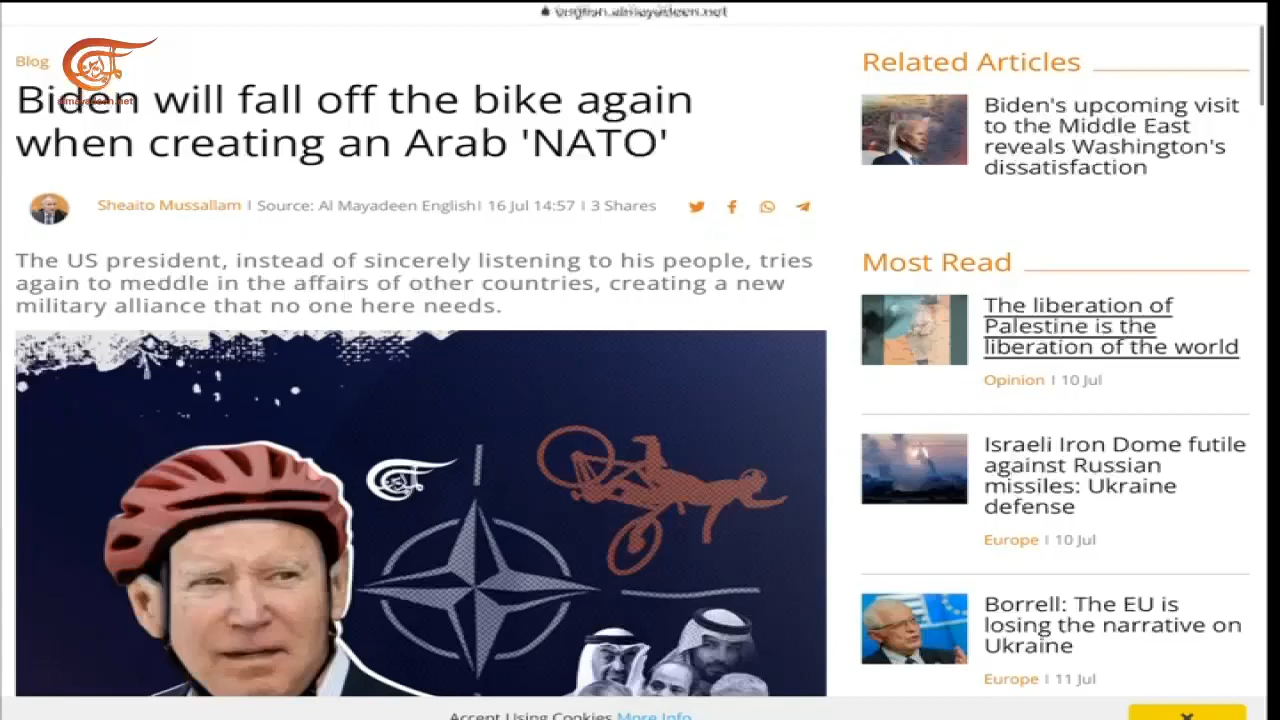 Blog
almayadeen.net
Biden will fall off the bike again
when creating an Arab 'NATO'
Sheaito Mussallam | Source: Al Mayadeen English | 16 Jul 14:57 | 3 Shares
The US president, instead of sincerely listening to his people, tries
again to meddle in the affairs of other countries, creating a new
military alliance that no one here needs.
Related Articles
Biden's upcoming visit
to the Middle East
reveals Washington's
dissatisfaction
Most Read
The liberation of
Palestine is the
liberation of the world
Opinion | 10 Jul
Israeli Iron Dome futile
against Russian
missiles: Ukraine
defense
Europe | 10 Jul
Borrell: The EU is
losing the narrative on
Ukraine
Europe | 11 Jul
Accept Using Cookies More Info